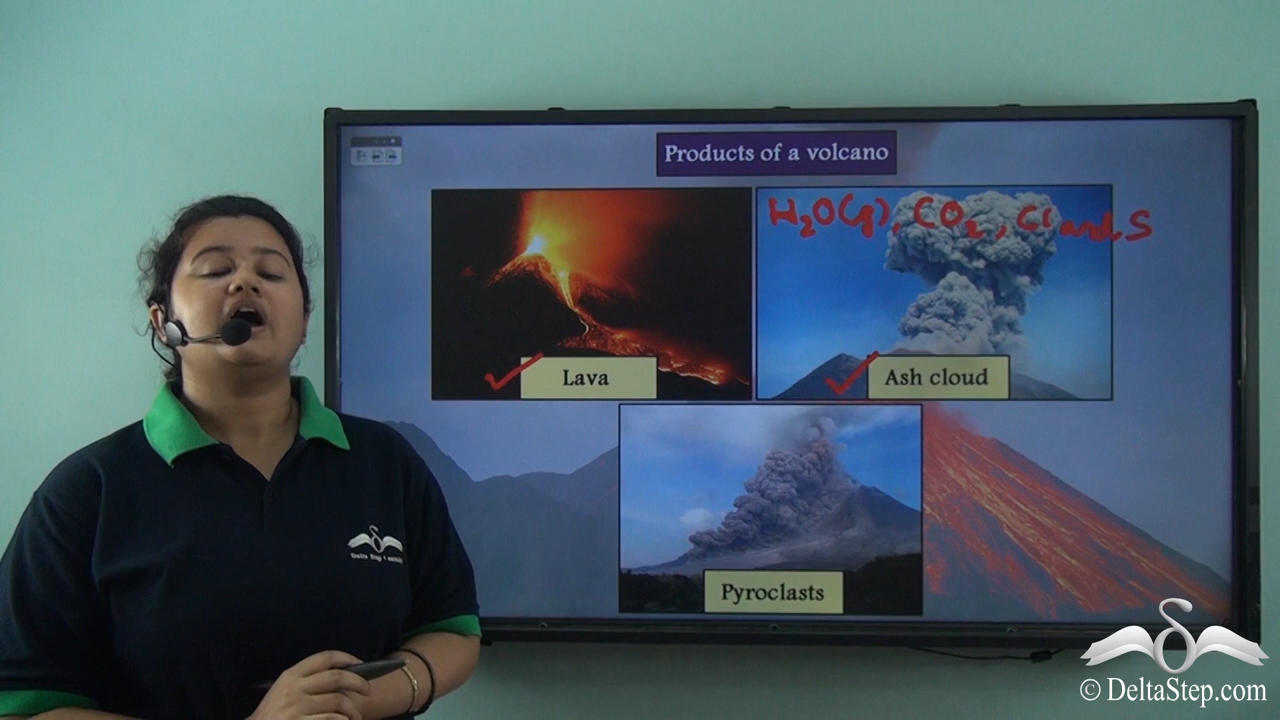 Products of a volcano
H₂O(g), CO₂, Cl and S
Lava
Ash cloud
Pyroclasts
© DeltaStep.com